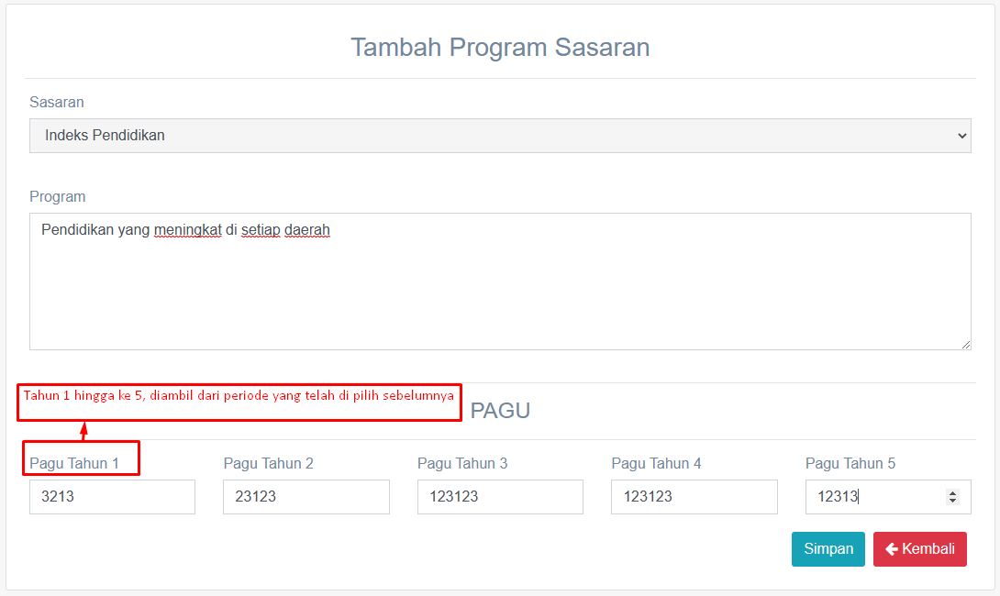 Tambah Program Sasaran
Sasaran
Indeks Pendidikan
Program
Pendidikan yang meningkat di setiap daerah
Tahun 1 hingga ke 5, diambil dari periode yang telah di pilih sebelumnya
PAGU
Pagu Tahun 1 Pagu Tahun 2 Pagu Tahun 3 Pagu Tahun 4 Pagu Tahun 5
3213 23123 123123 123123 12313
Simpan Kembali